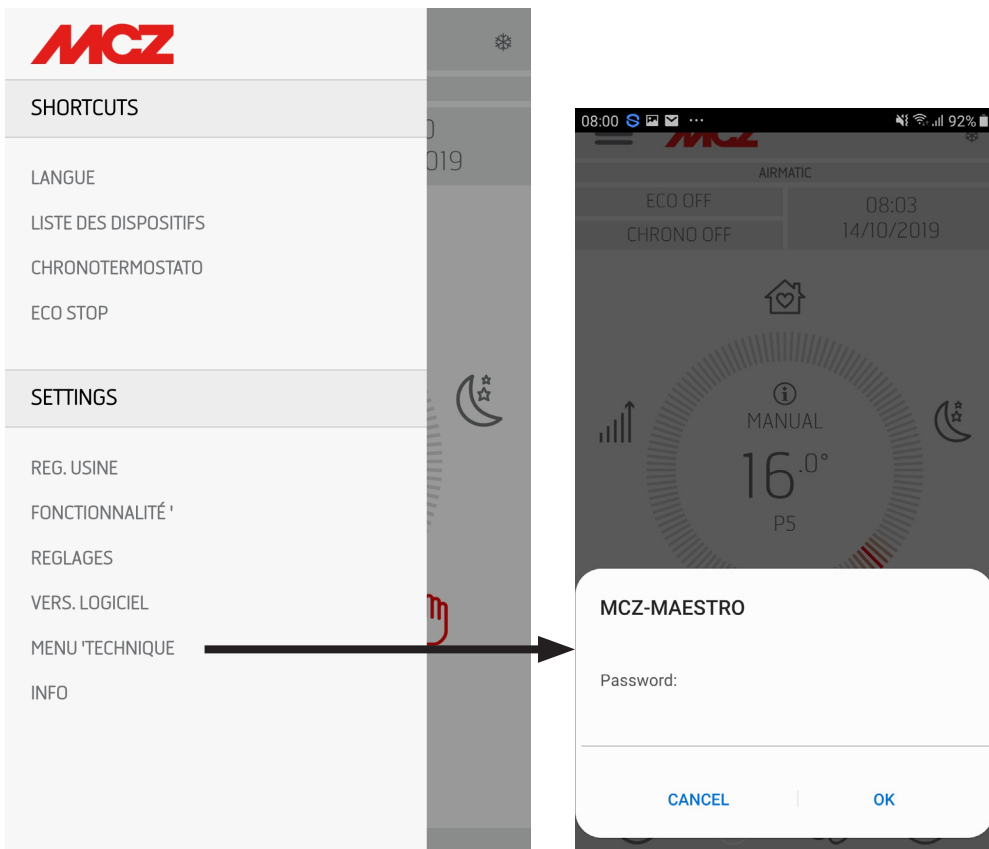 MCZ
SHORTCUTS
LANGUE
LISTE DES DISPOSITIFS
CHRONOTERMOSTATO
ECO STOP
SETTINGS
REG. USINE
FONCTIONNALITÉ '
REGLAGES
VERS. LOGICIEL
MENU 'TECHNIQUE
INFO
019
08:00 ... 92%
MCZ
AIRMATIC
ECO OFF
08:03
CHRONO OFF
14/10/2019
MANUAL
16.0°
P5
MCZ-MAESTRO
Password:
CANCEL
OK